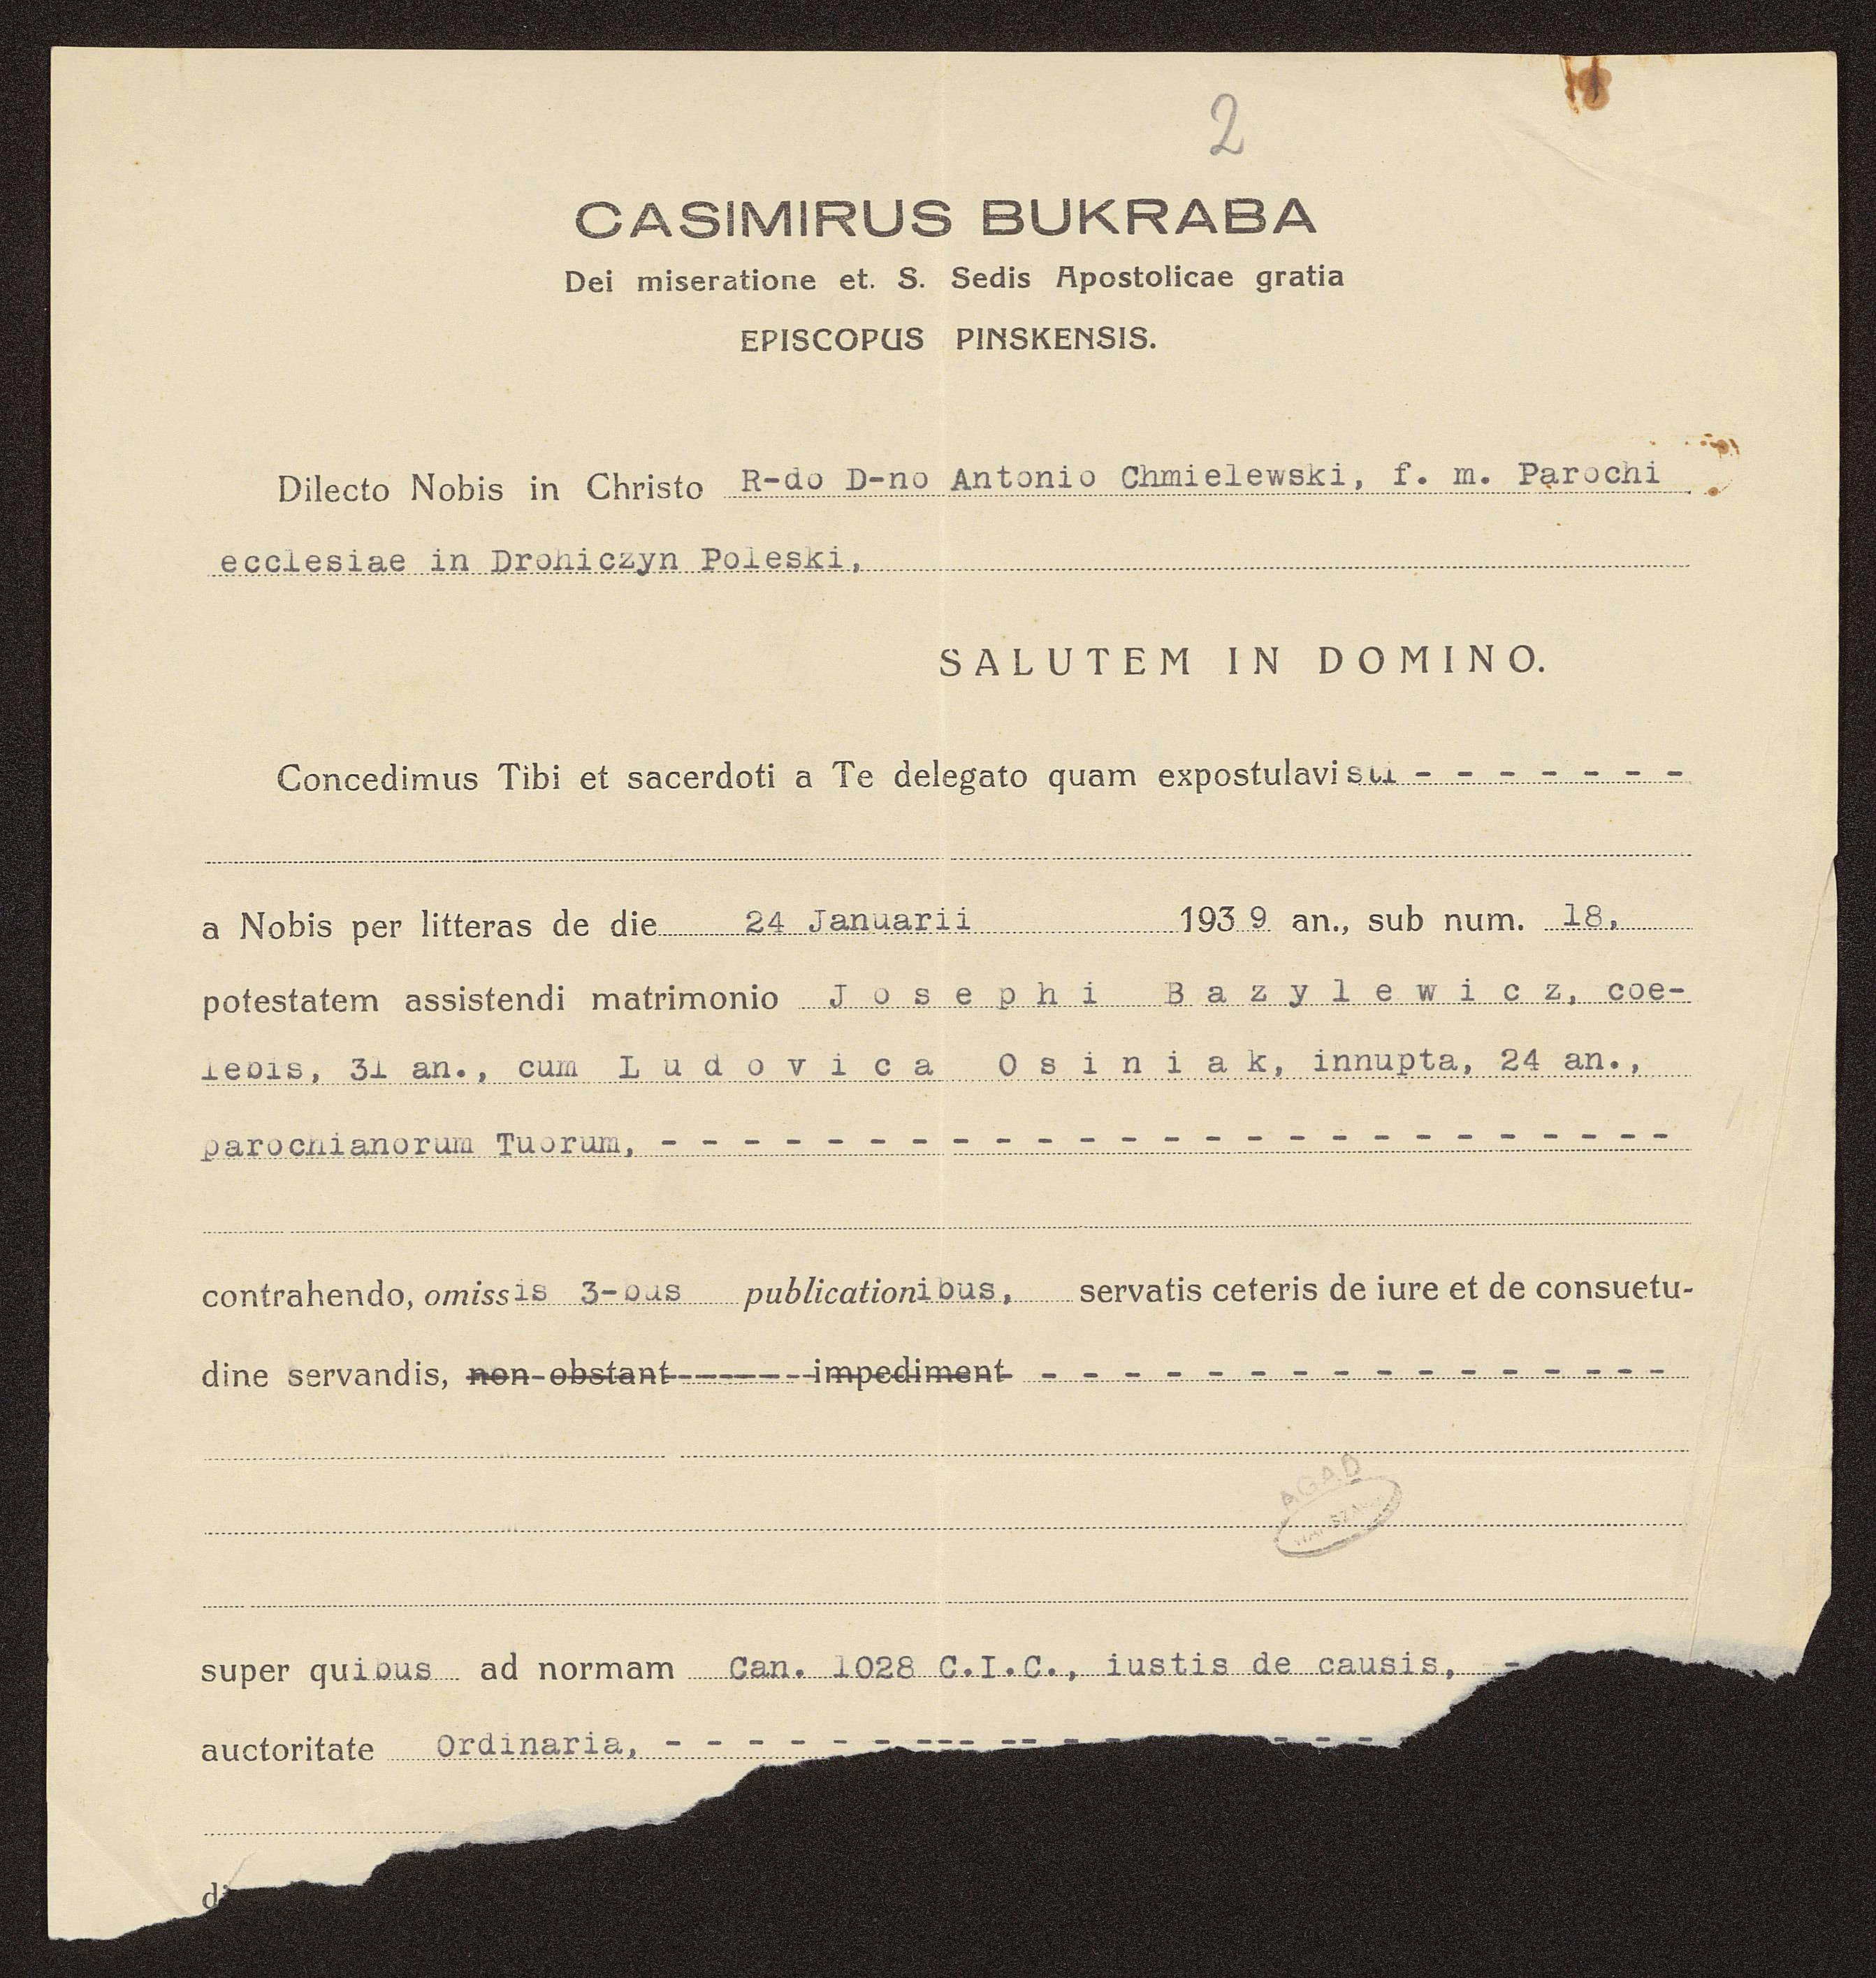 2
CASIMIRUS BUKRABA
Dei miseratione et. S. Sedis Apostolicae gratia
EPISCOPUS PINSKENSIS.
Dilecto Nobis in Christo R-do D-no Antonio Chmielewski, f. m. Parochi
ecclesiae in Drohiczyn Poleski,
SALUTEM IN DOMINO.
Concedimus Tibi et sacerdoti a Te delegato quam expostulavisti - - - - - - -
a Nobis per litteras de die 24 Januarii 1939 an., sub num. 18,
potestatem assistendi matrimonio Josephi Bazylewicz, coe-
lebis, 31 an., cum Ludovica Osiniak, innupta, 24 an.,
parochianorum Tuorum, - - - - - - - - - - - - - - - - - - - - - - - - -
contrahendo, omissis 3-bus publicationibus, servatis ceteris de iure et de consuetu-
dine servandis, non obstant impediment - - - - - - - - - - - - - - -
AGAD
super quibus ad normam Can. 1028 C.I.C., iustis de causis, -
auctoritate Ordinaria, - - - - - - - --- -- - - - - -